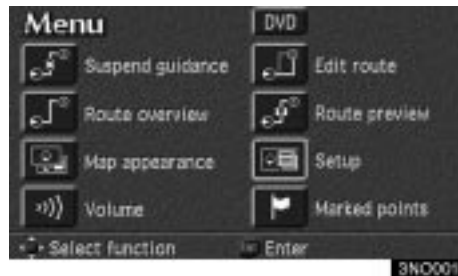 Menu DVD
Suspend guidance Edit route
Route overview Route preview
Map appearance Setup
Volume Marked points
Select function Enter
3NO001